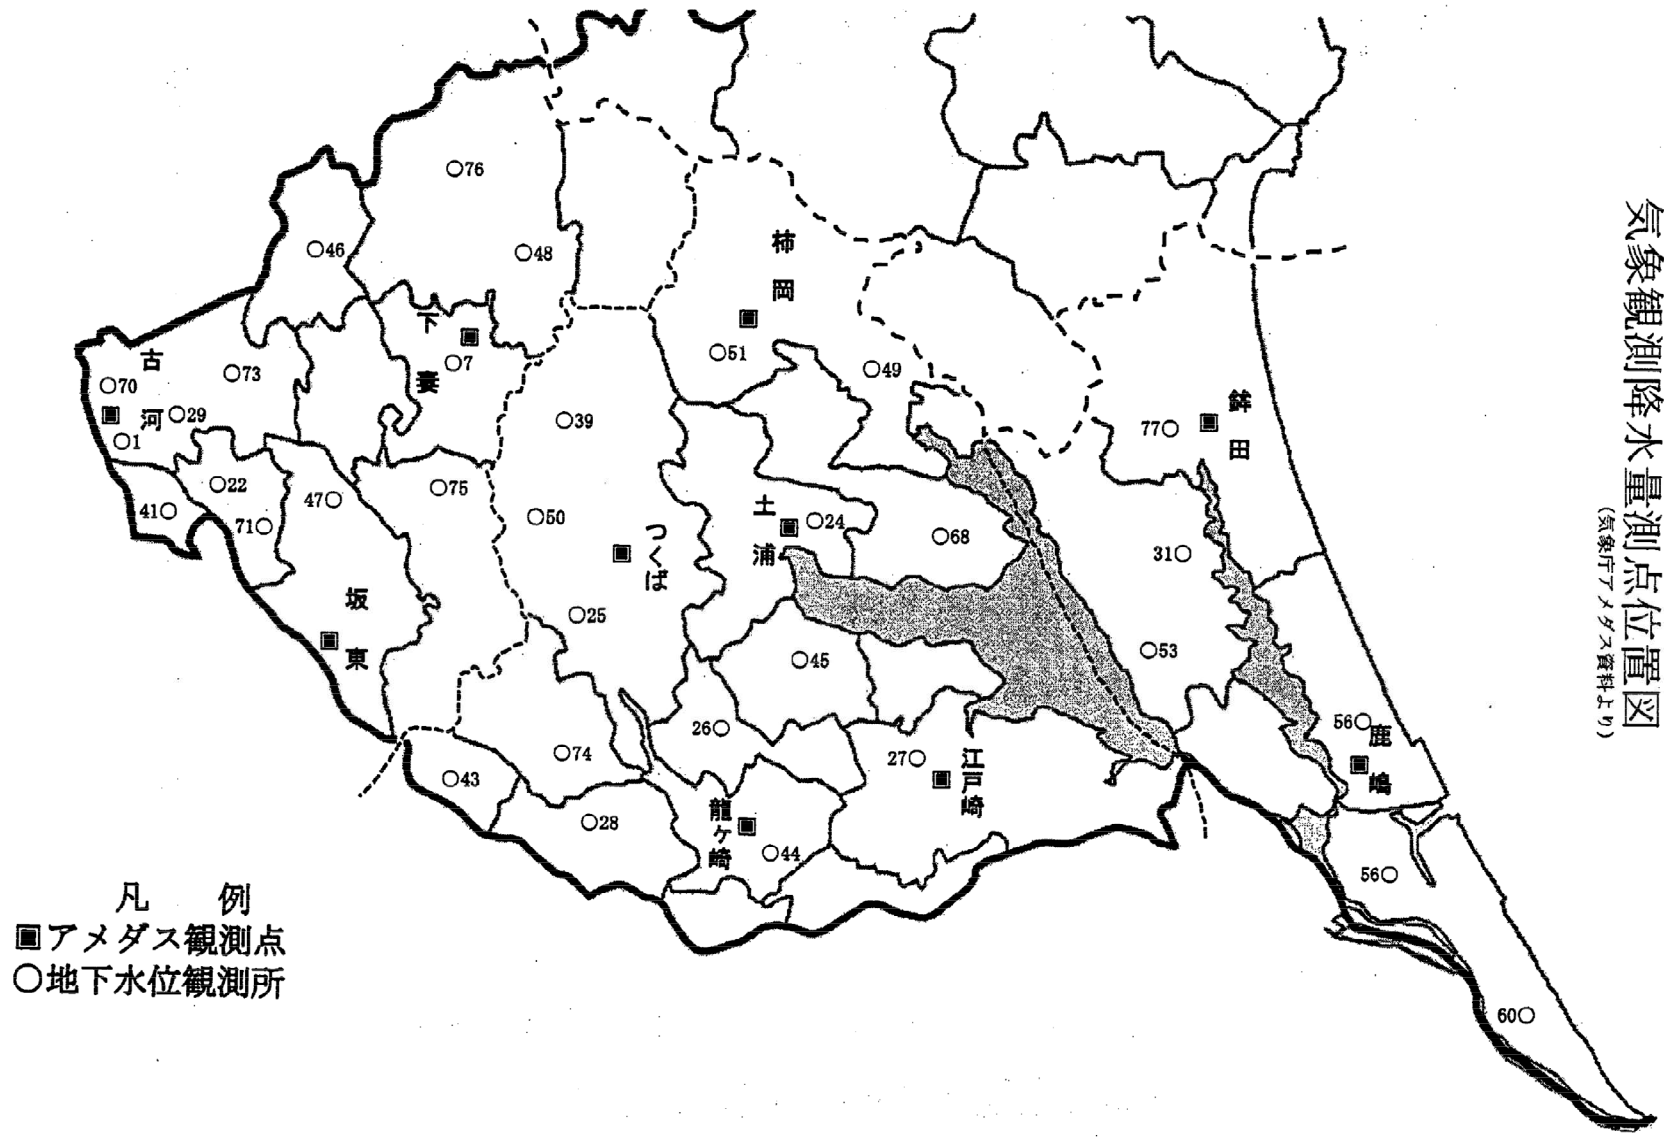 気象観測降水量測点位置図
(気象庁アメダス資料より)
○76
○46
○48
柿岡
下妻
○7
○51
○49
古河
○70
○73
○29
○1
○39
77○
鉢田
○22
41○
71○
47○
○75
○50
つくば
土浦
○24
○68
31○
坂東
○25
○45
○53
26○
56○
鹿嶋
○74
○43
27○
江戸崎
○28
龍ヶ崎
○44
56○
60○
凡 例
▣アメダス観測点
○地下水位観測所